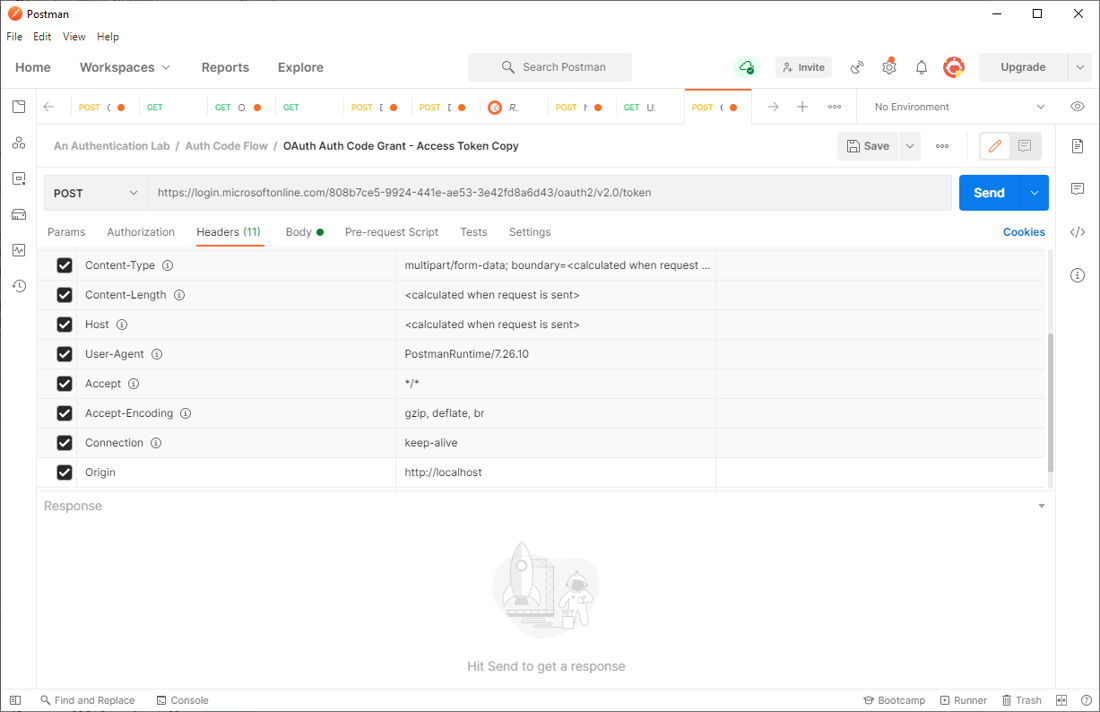 Postman
File Edit View Help
Home Workspaces Reports Explore Search Postman Invite Upgrade
POST GET GET GET POST POST POST GET POST No Environment
An Authentication Lab / Auth Code Flow / OAuth Auth Code Grant - Access Token Copy Save
POST https://login.microsoftonline.com/808b7ce5-9924-441e-ae53-3e42fd8a6d43/oauth2/v2.0/token Send
Params Authorization Headers (11) Body Pre-request Script Tests Settings Cookies
Content-Type multipart/form-data; boundary=<calculated when request ...
Content-Length <calculated when request is sent>
Host <calculated when request is sent>
User-Agent PostmanRuntime/7.26.10
Accept */*
Accept-Encoding gzip, deflate, br
Connection keep-alive
Origin http://localhost
Response
Hit Send to get a response
Find and Replace Console Bootcamp Runner Trash